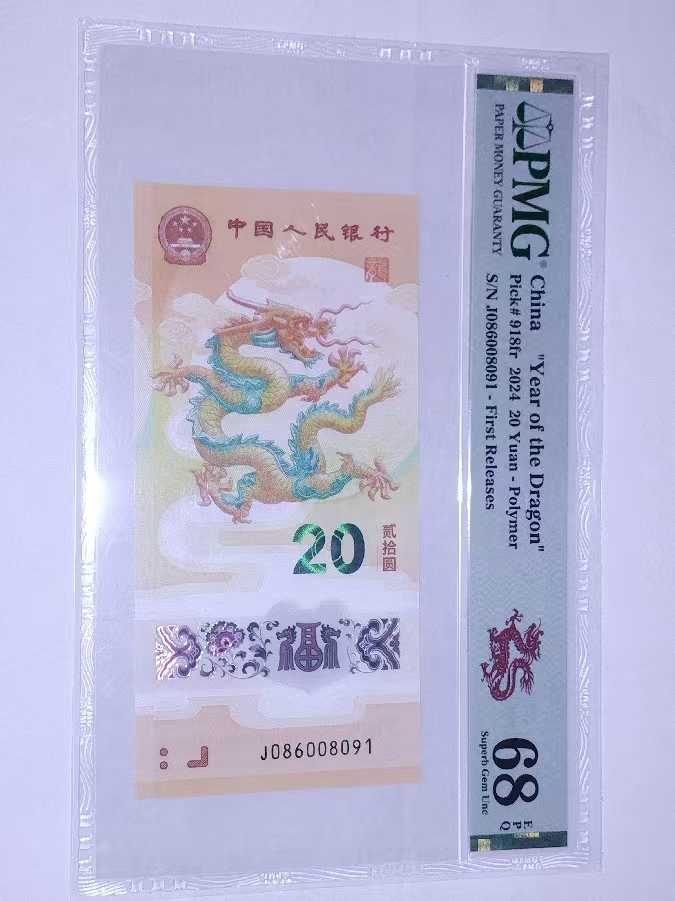 中国人民银行
龍
20
贰拾圆
J086008091
PMG®
PAPER MONEY GUARANTY
China "Year of the Dragon"
Pick# 918fr 2024 20 Yuan - Polymer
S/N J086008091 - First Releases
68
EPQ
Superb Gem Unc